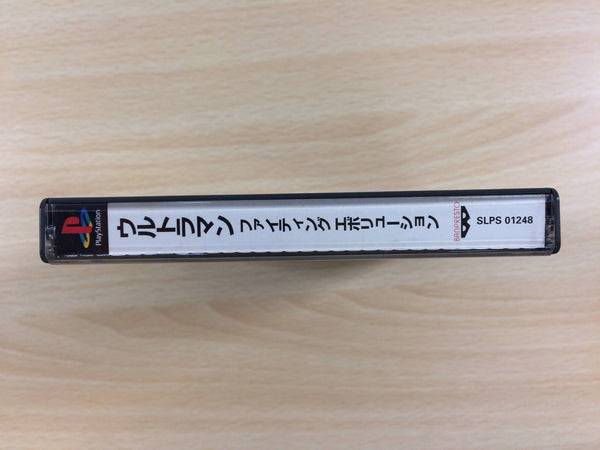 PlayStation
ウルトラマン ファイティング エボリューション
BANPRESTO
SLPS 01248